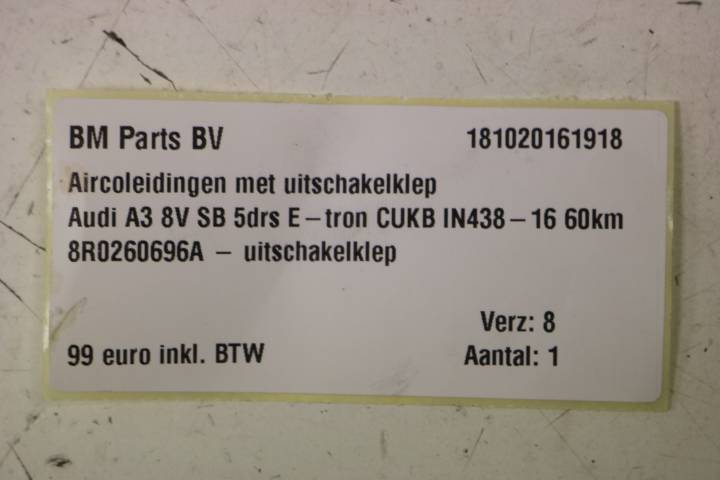 BM Parts BV 181020161918
Aircoleidingen met uitschakelklep
Audi A3 8V SB 5drs E-tron CUKB IN438-16 60km
8R0260696A - uitschakelklep
Verz: 8
99 euro inkl. BTW Aantal: 1